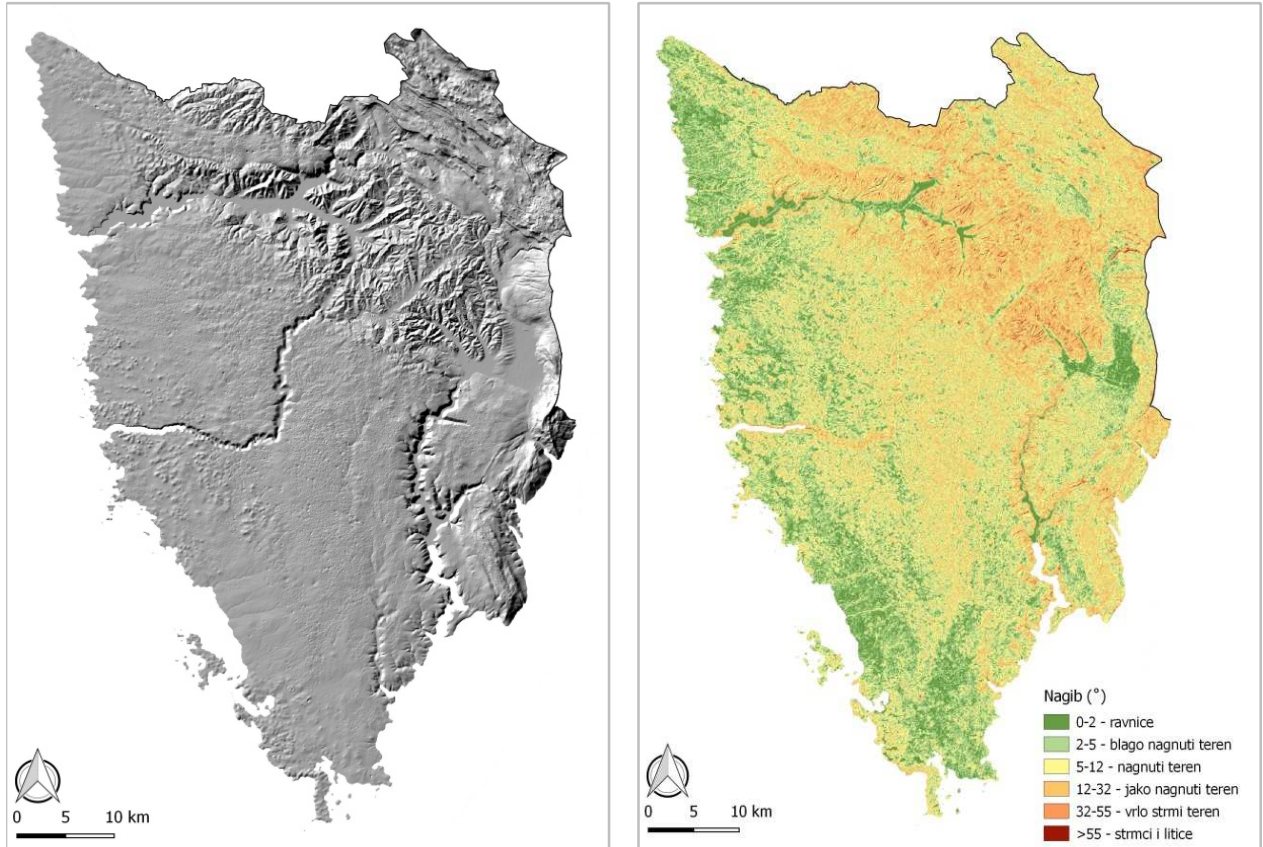 0 5 10 km
Nagib (°)
0-2 - ravnice
2-5 - blago nagnuti teren
5-12 - nagnuti teren
12-32 - jako nagnuti teren
32-55 - vrlo strmi teren
>55 - strmci i litice
0 5 10 km